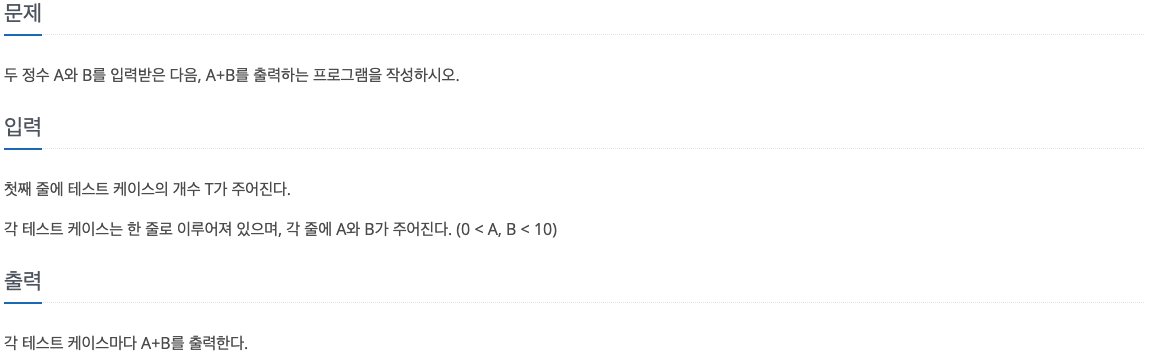 문제
두 정수 A와 B를 입력받은 다음, A+B를 출력하는 프로그램을 작성하시오.
입력
첫째 줄에 테스트 케이스의 개수 T가 주어진다.
각 테스트 케이스는 한 줄로 이루어져 있으며, 각 줄에 A와 B가 주어진다. (0 < A, B < 10)
출력
각 테스트 케이스마다 A+B를 출력한다.